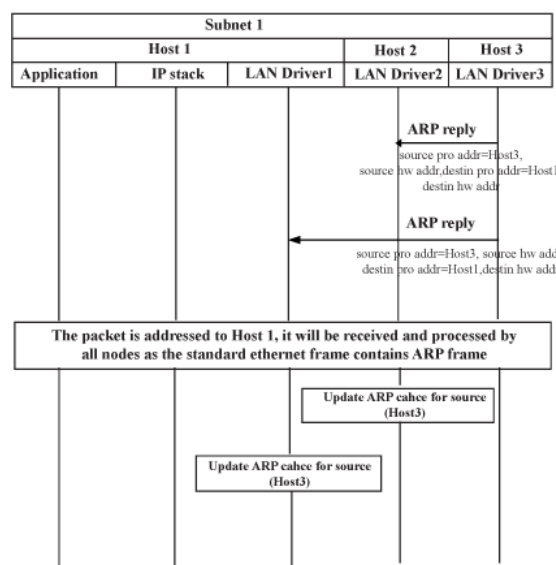 Subnet 1
Host 1 Host 2 Host 3
Application IP stack LAN Driver1 LAN Driver2 LAN Driver3
ARP reply
source pro addr=Host3,
source hw addr,destin pro addr=Host1
destin hw addr
ARP reply
source pro addr=Host3, source hw add
destin pro addr=Host1,destin hw add
The packet is addressed to Host 1, it will be received and processed by
all nodes as the standard ethernet frame contains ARP frame
Update ARP cahce for source
(Host3)
Update ARP cahce for source
(Host3)